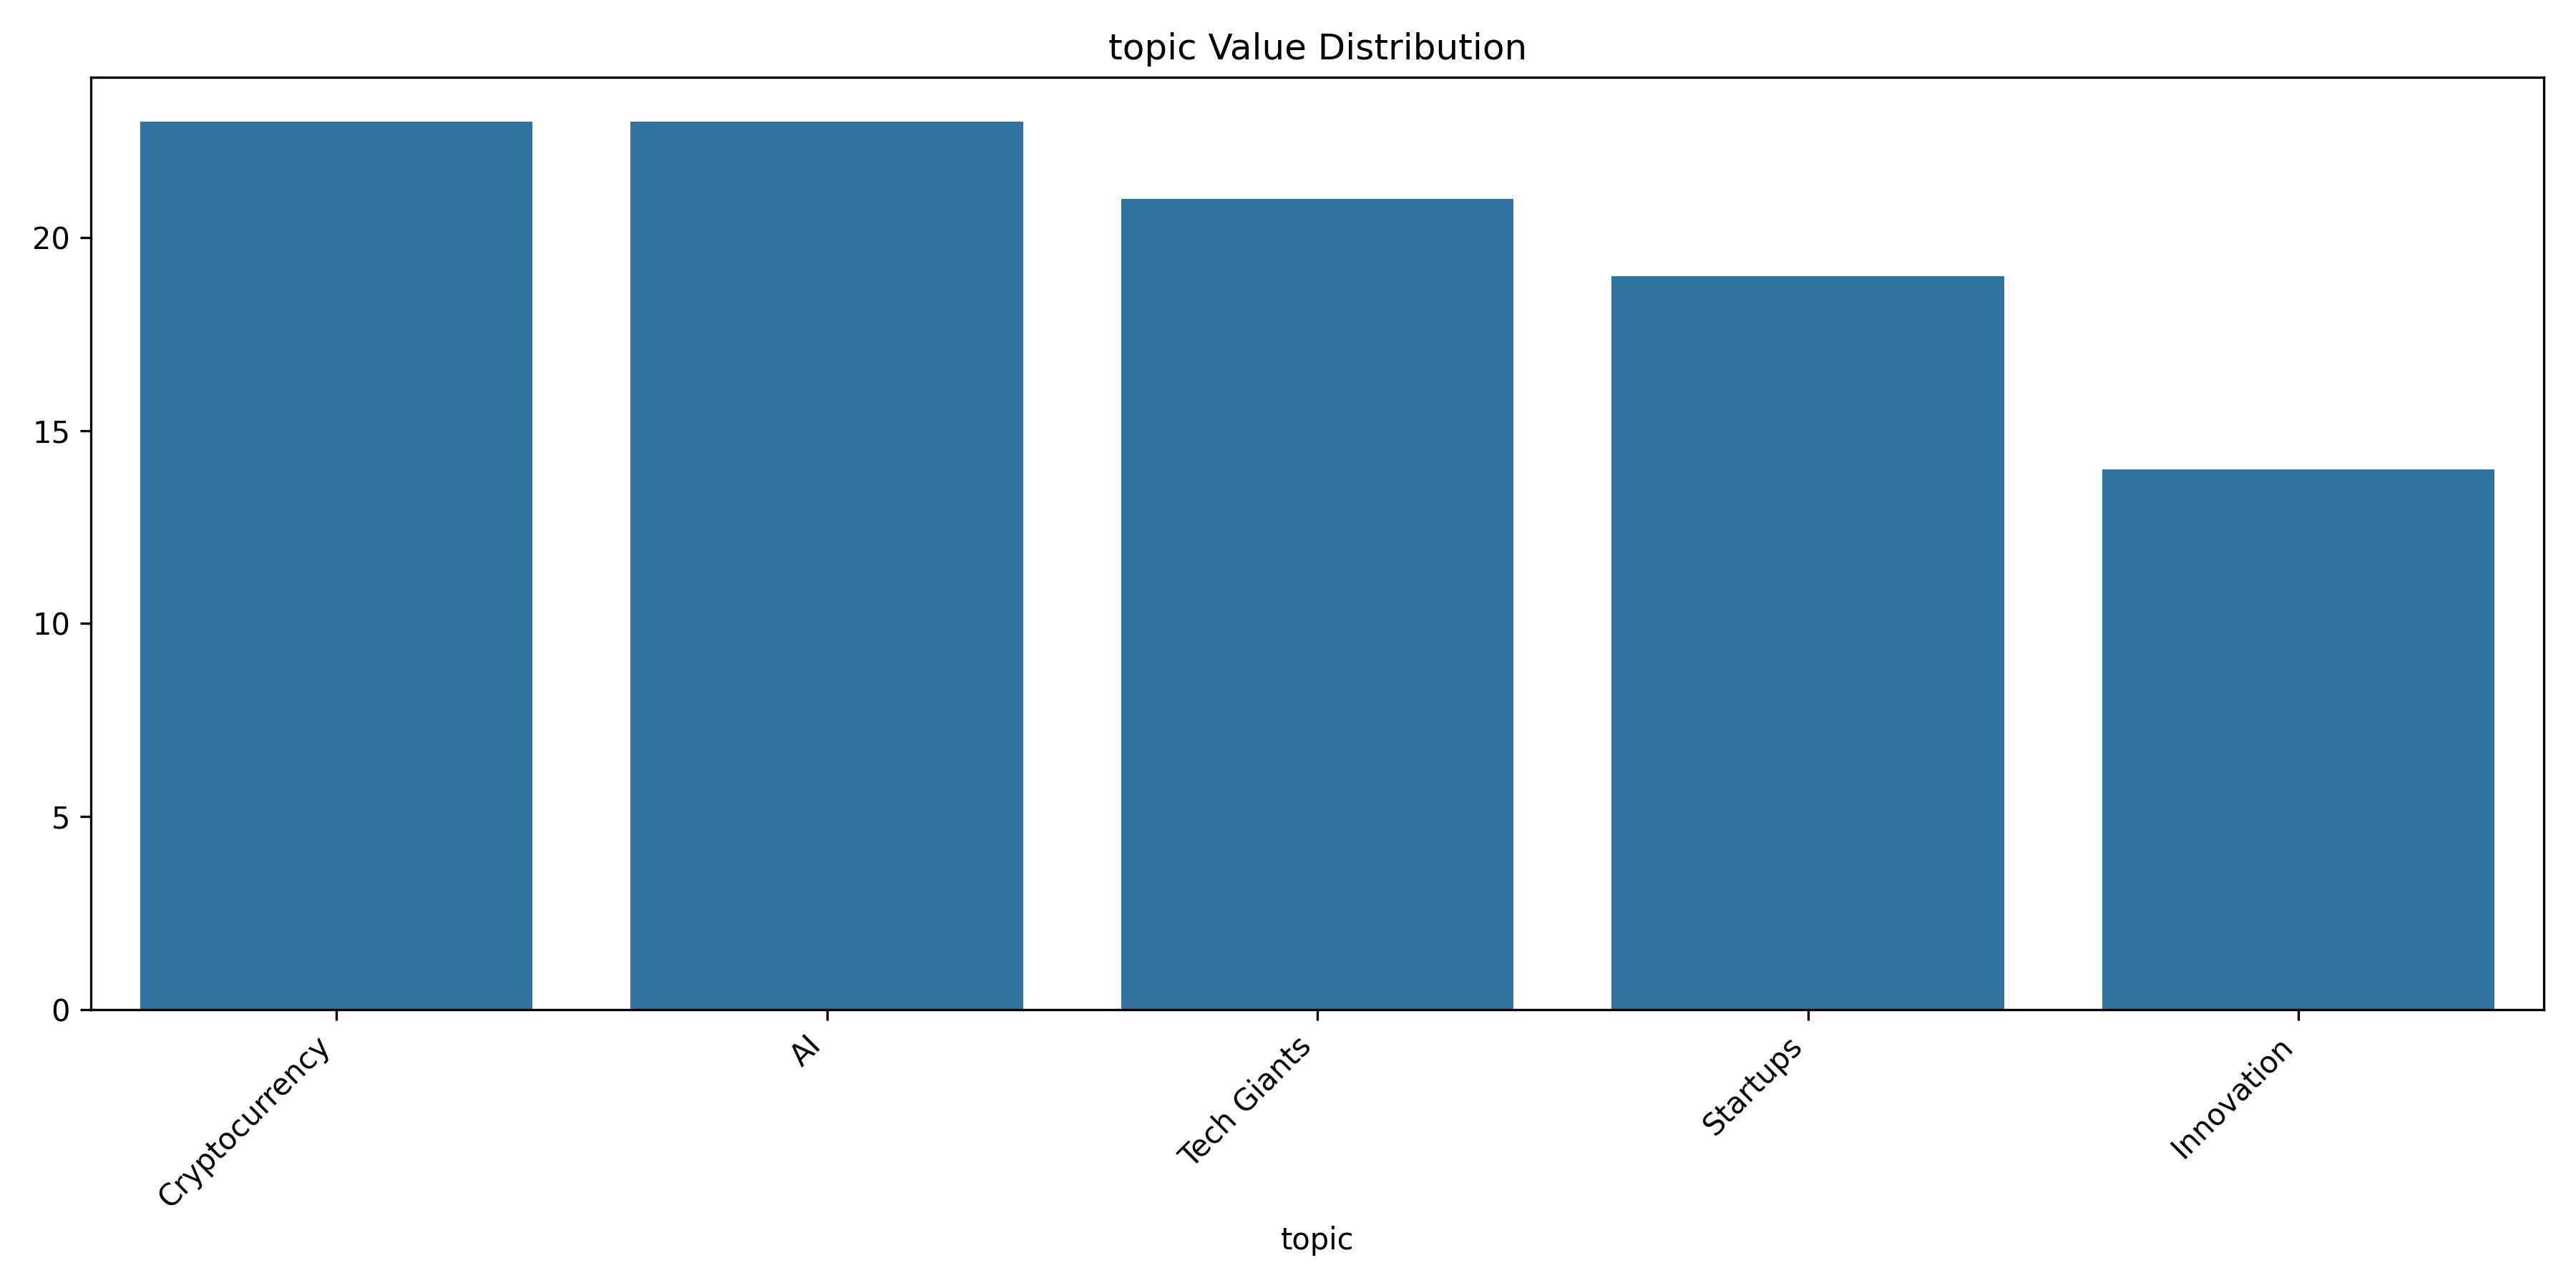 topic Value Distribution
20
15
10
5
0
Cryptocurrency
AI
Tech Giants
Startups
Innovation
topic